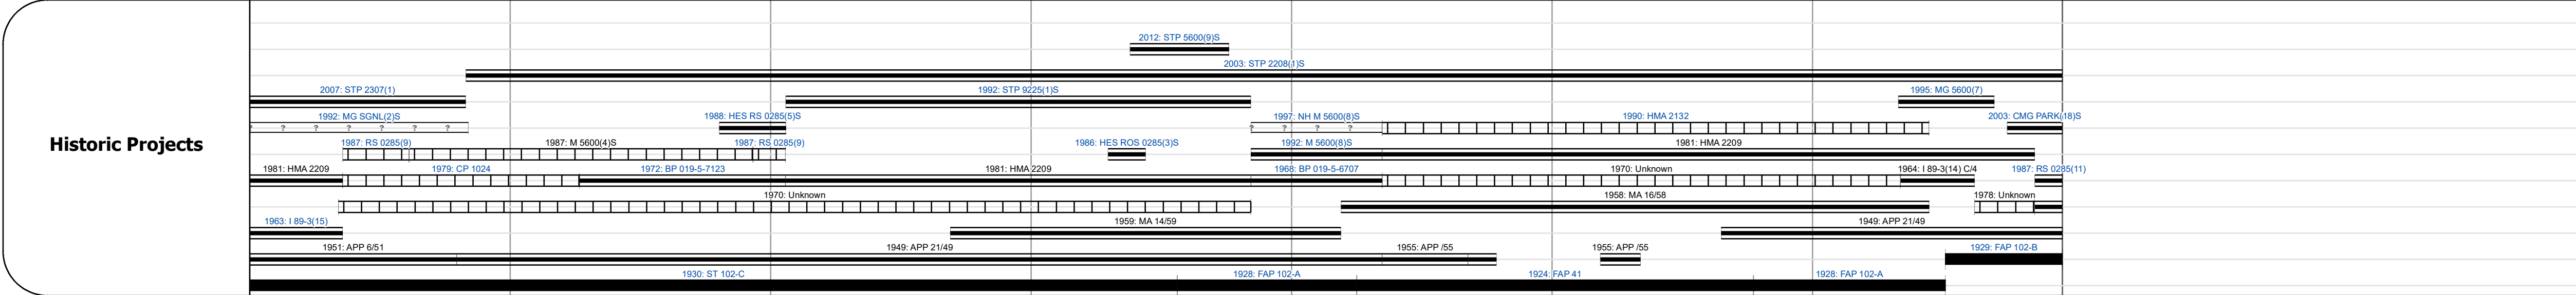 2012: STP 5600(9)S
2003: STP 2208(1)S
2007: STP 2307(1) 1992: STP 9225(1)S 1995: MG 5600(7)
1992: MG SGNL(2)S 1988: HES RS 0285(5)S 1997: NH M 5600(8)S 1990: HMA 2132 2003: CMG PARK(18)S
? ? ? ? ? ? ? ? ? ? ?
Historic Projects
1987: RS 0285(9) 1987: M 5600(4)S 1987: RS 0285(9) 1986: HES ROS 0285(3)S 1992: M 5600(8)S 1981: HMA 2209
1981: HMA 2209 1979: CP 1024 1972: BP 019-5-7123 1981: HMA 2209 1968: BP 019-5-6707 1970: Unknown 1964: I 89-3(14) C/4 1987: RS 0285(11)
1970: Unknown 1958: MA 16/58 1978: Unknown
1963: I 89-3(15) 1959: MA 14/59 1949: APP 21/49
1951: APP 6/51 1949: APP 21/49 1955: APP /55 1955: APP /55 1929: FAP 102-B
1930: ST 102-C 1928: FAP 102-A 1924: FAP 41 1928: FAP 102-A